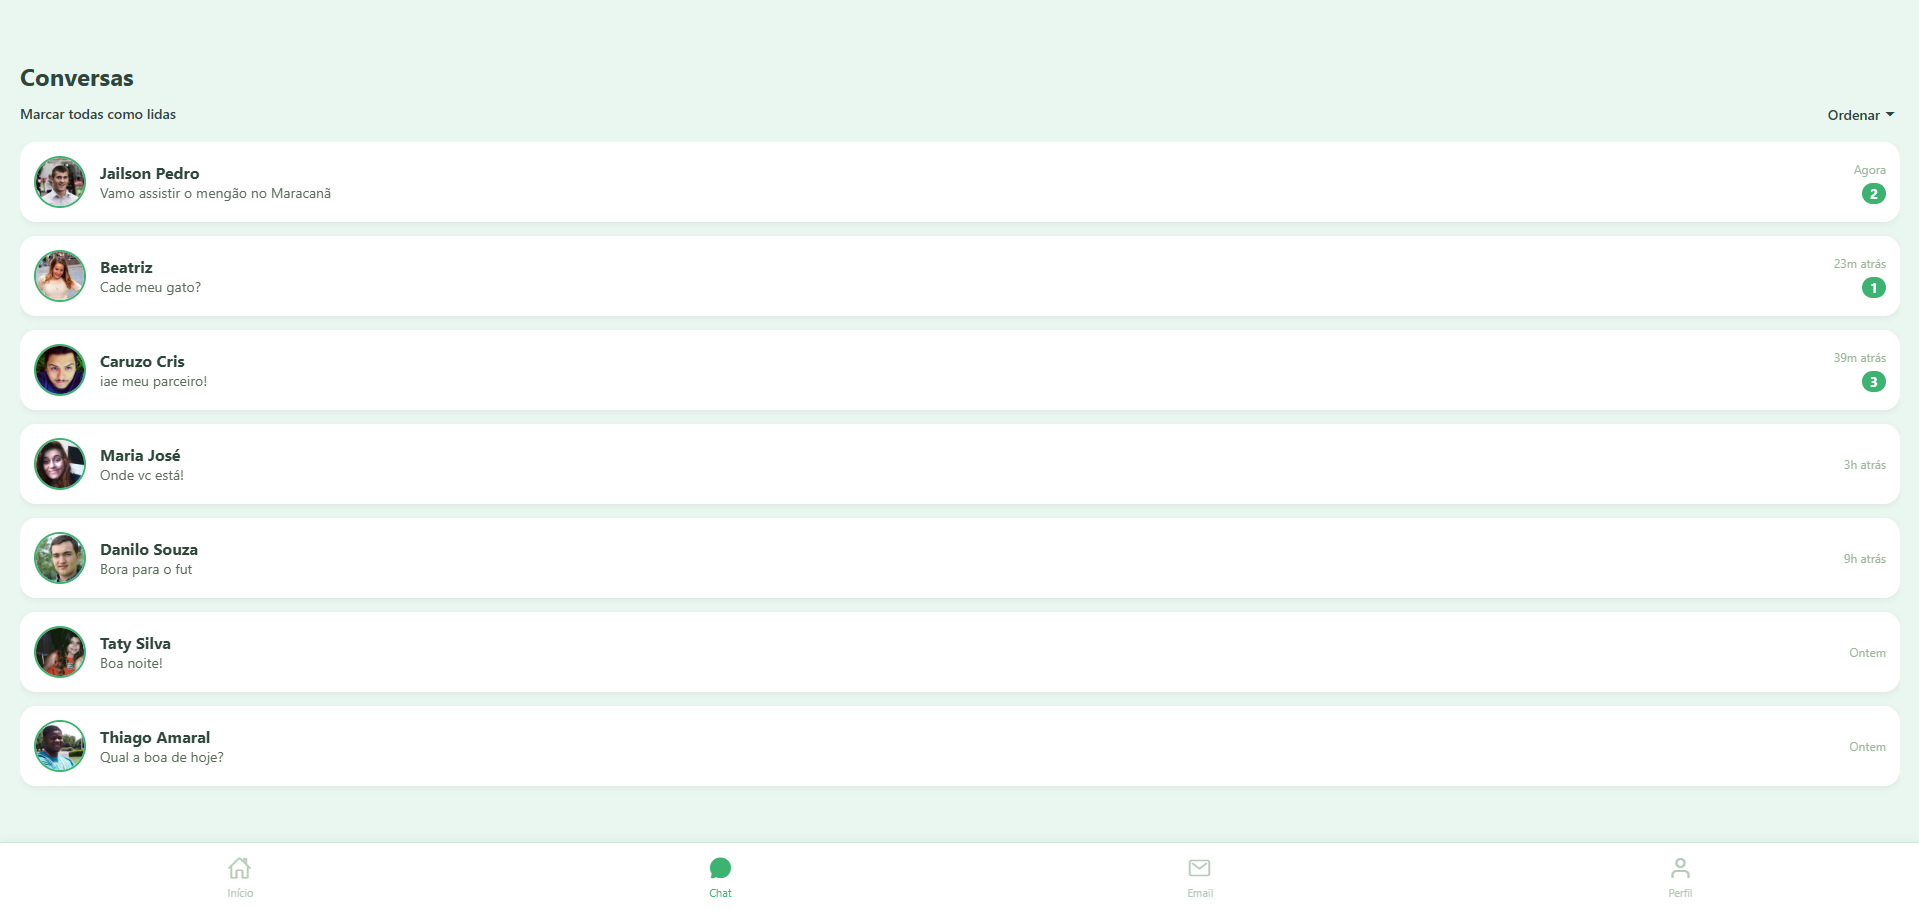 Conversas
Marcar todas como lidas
Ordenar
Jailson Pedro
Agora
Vamo assistir o mengão no Maracanã
2
Beatriz
23m atrás
Cade meu gato?
1
Caruzo Cris
39m atrás
iae meu parceiro!
3
Maria José
3h atrás
Onde vc está!
Danilo Souza
9h atrás
Bora para o fut
Taty Silva
Ontem
Boa noite!
Thiago Amaral
Ontem
Qual a boa de hoje?
Início
Chat
Email
Perfil